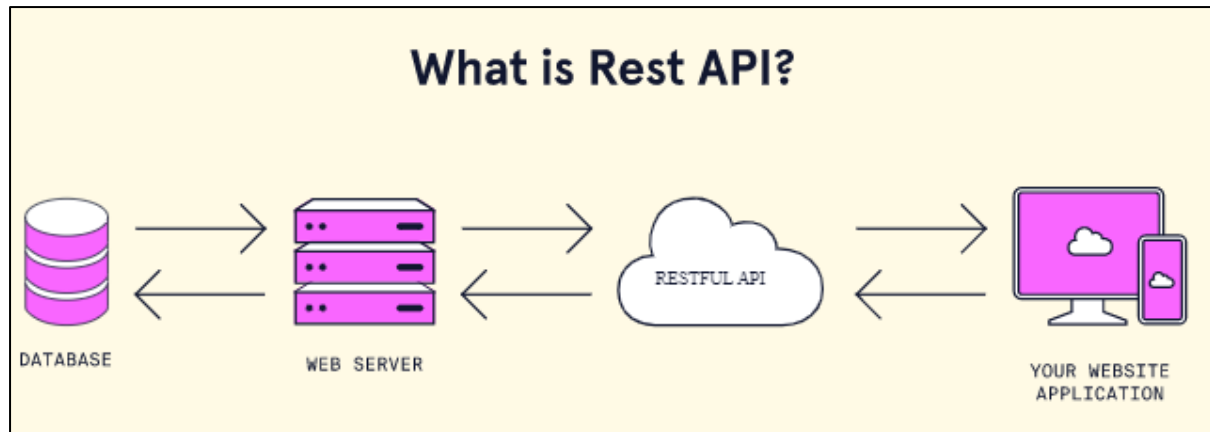 What is Rest API?
RESTFUL API
DATABASE
WEB SERVER
YOUR WEBSITE
APPLICATION